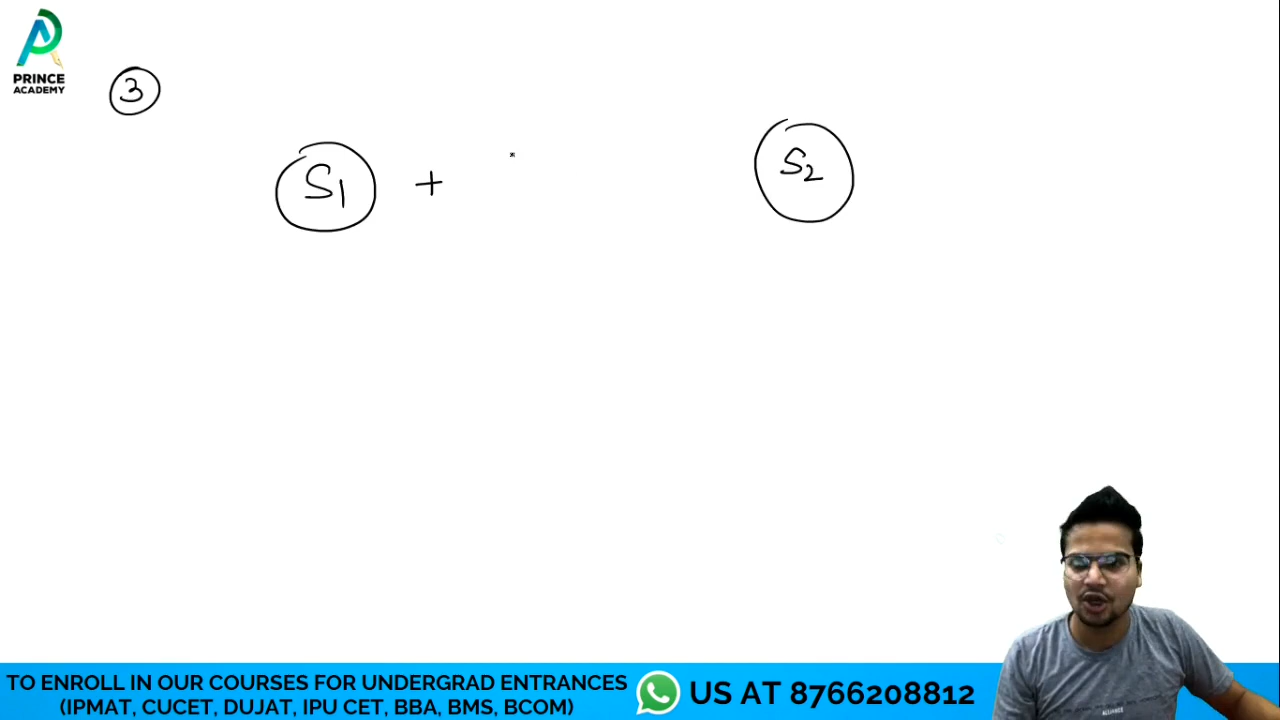 PRINCE
ACADEMY
3
S1 + S2
TO ENROLL IN OUR COURSES FOR UNDERGRAD ENTRANCES
(IPMAT, CUCET, DUJAT, IPU CET, BBA, BMS, BCOM)
US AT 8766208812